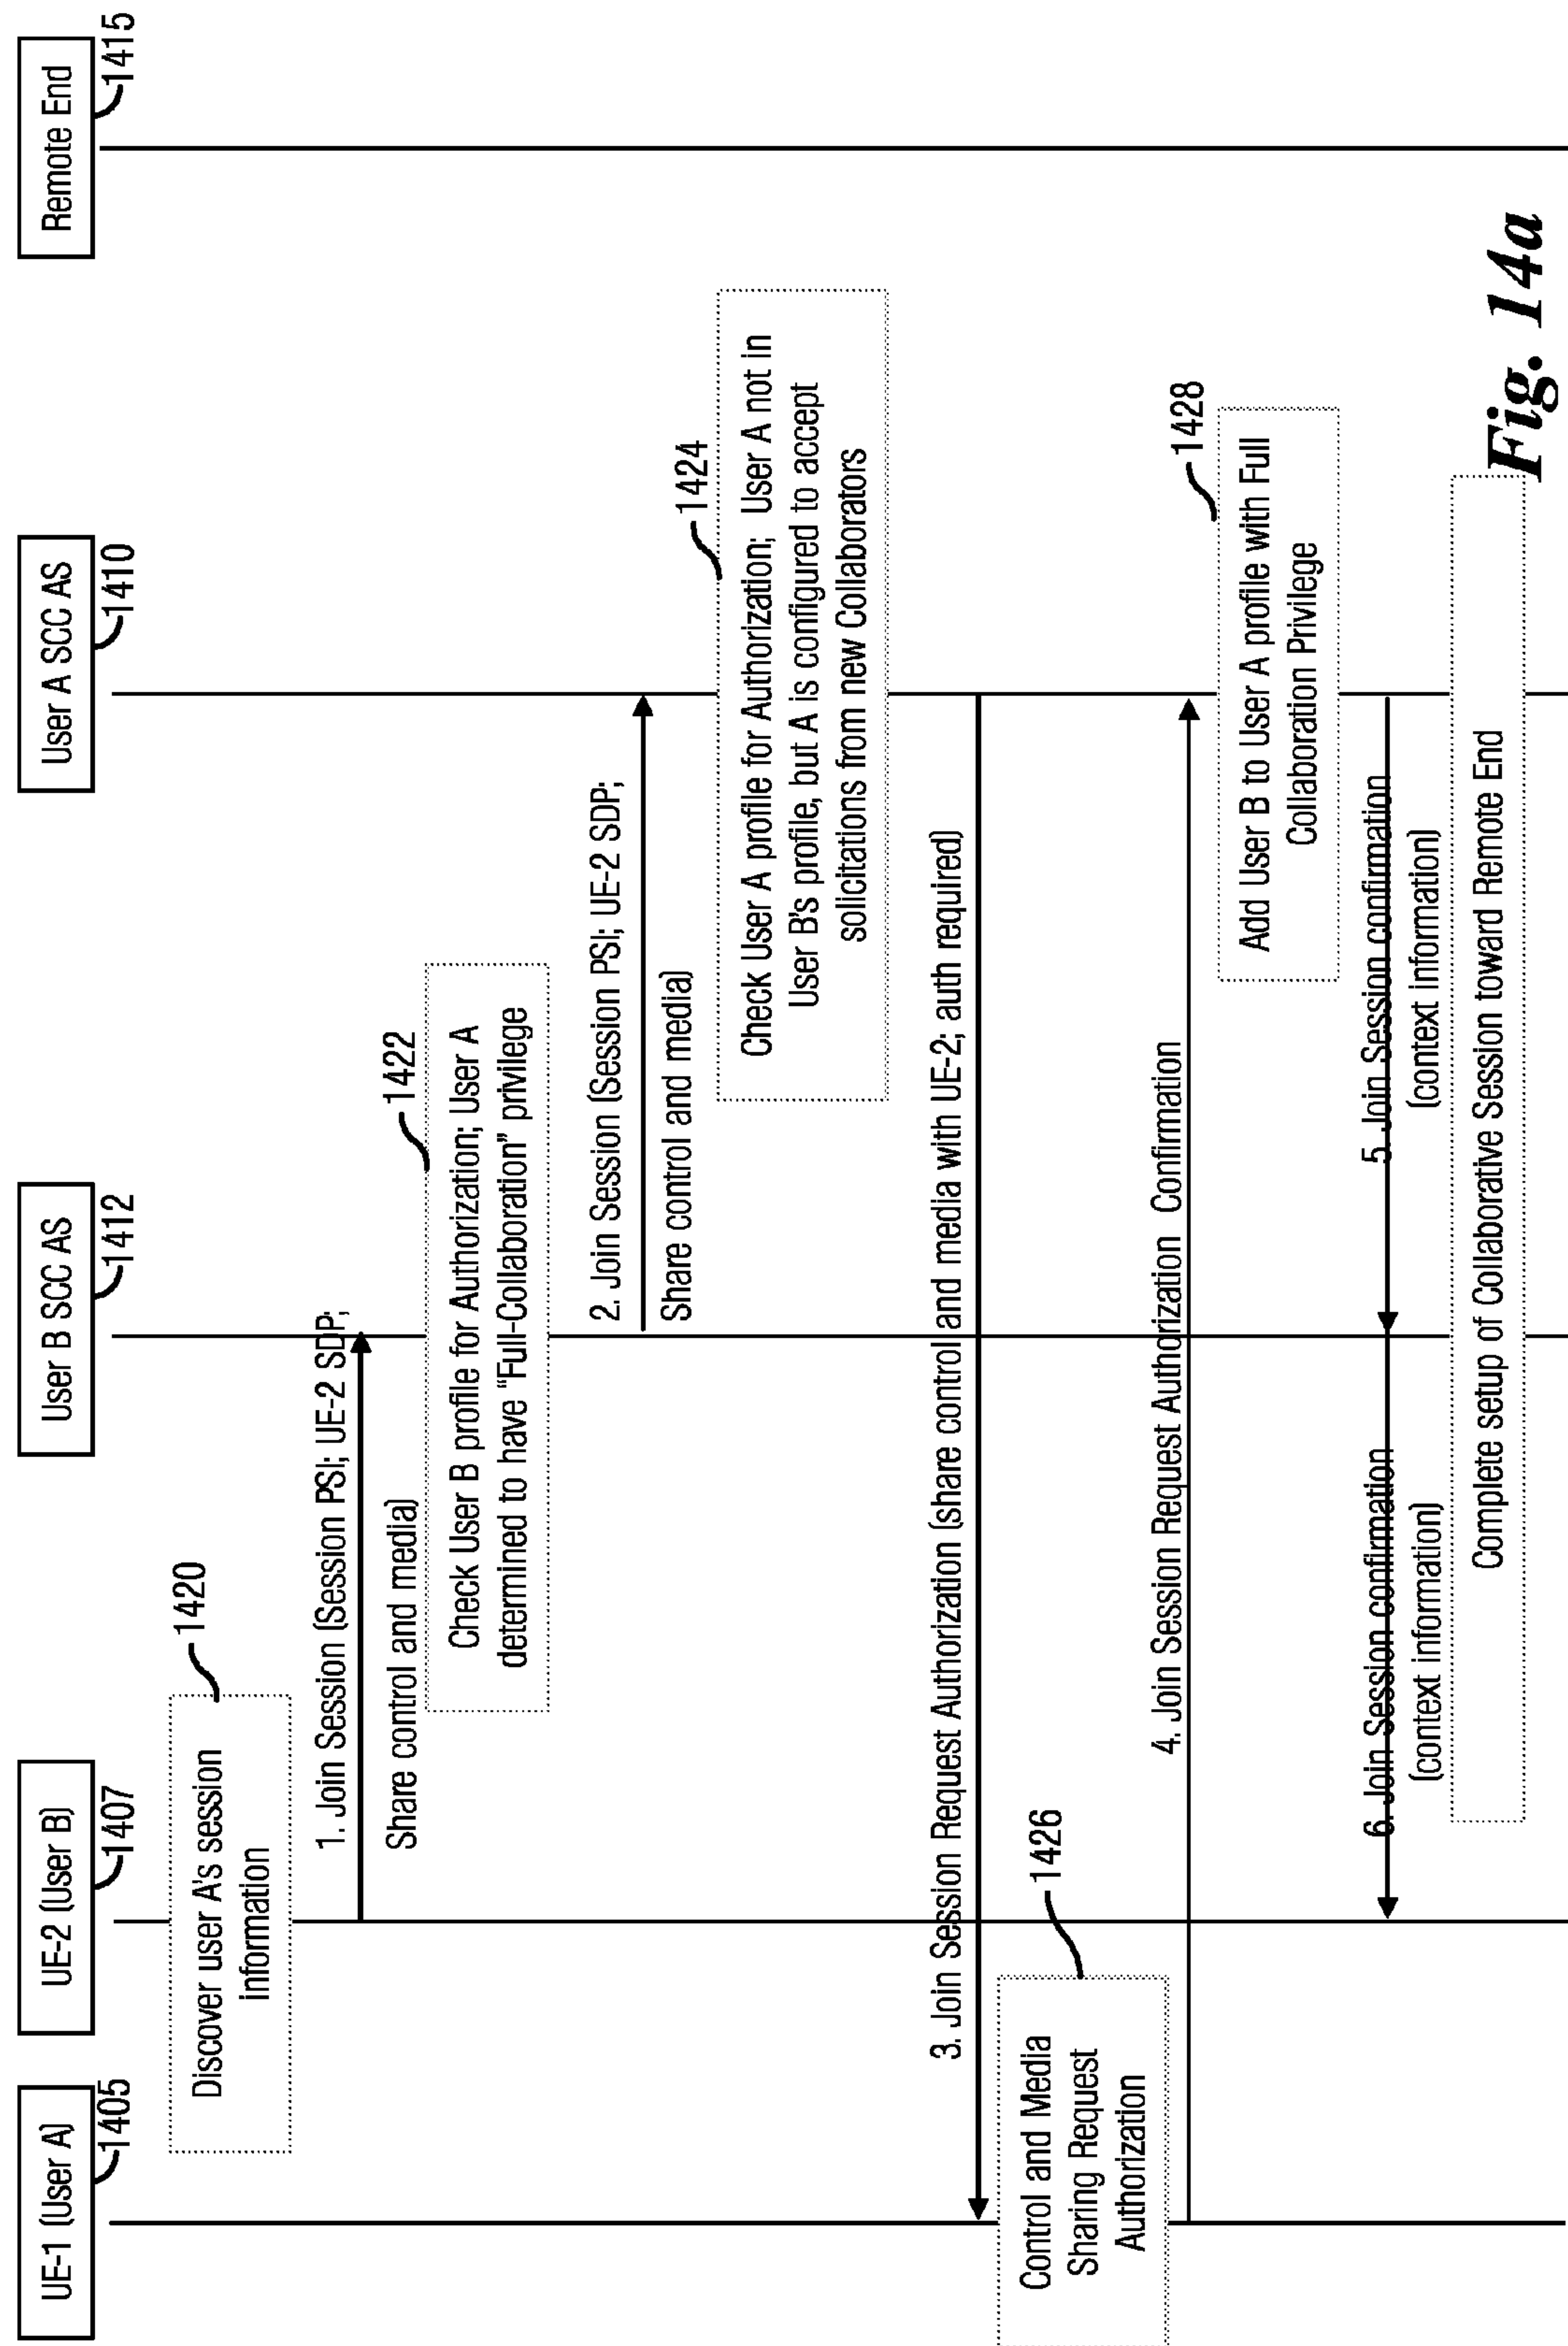 UE-1 (User A)
1405
UE-2 (User B)
1407
User B SCC AS
1412
User A SCC AS
1410
Remote End
1415
Discover user A's session
information
1420
1. Join Session (Session PSI; UE-2 SDP;
Share control and media)
1422
Check User B profile for Authorization; User A
determined to have "Full-Collaboration" privilege
2. Join Session (Session PSI; UE-2 SDP;
Share control and media)
1424
Check User A profile for Authorization; User A not in
User B's profile, but A is configured to accept
solicitations from new Collaborators
3. Join Session Request Authorization (share control and media with UE-2; auth required)
1426
Control and Media
Sharing Request
Authorization
4. Join Session Request Authorization Confirmation
1428
Add User B to User A profile with Full
Collaboration Privilege
5. Join Session confirmation
(context information)
6. Join Session confirmation
(context information)
Complete setup of Collaborative Session toward Remote End
Fig. 14a